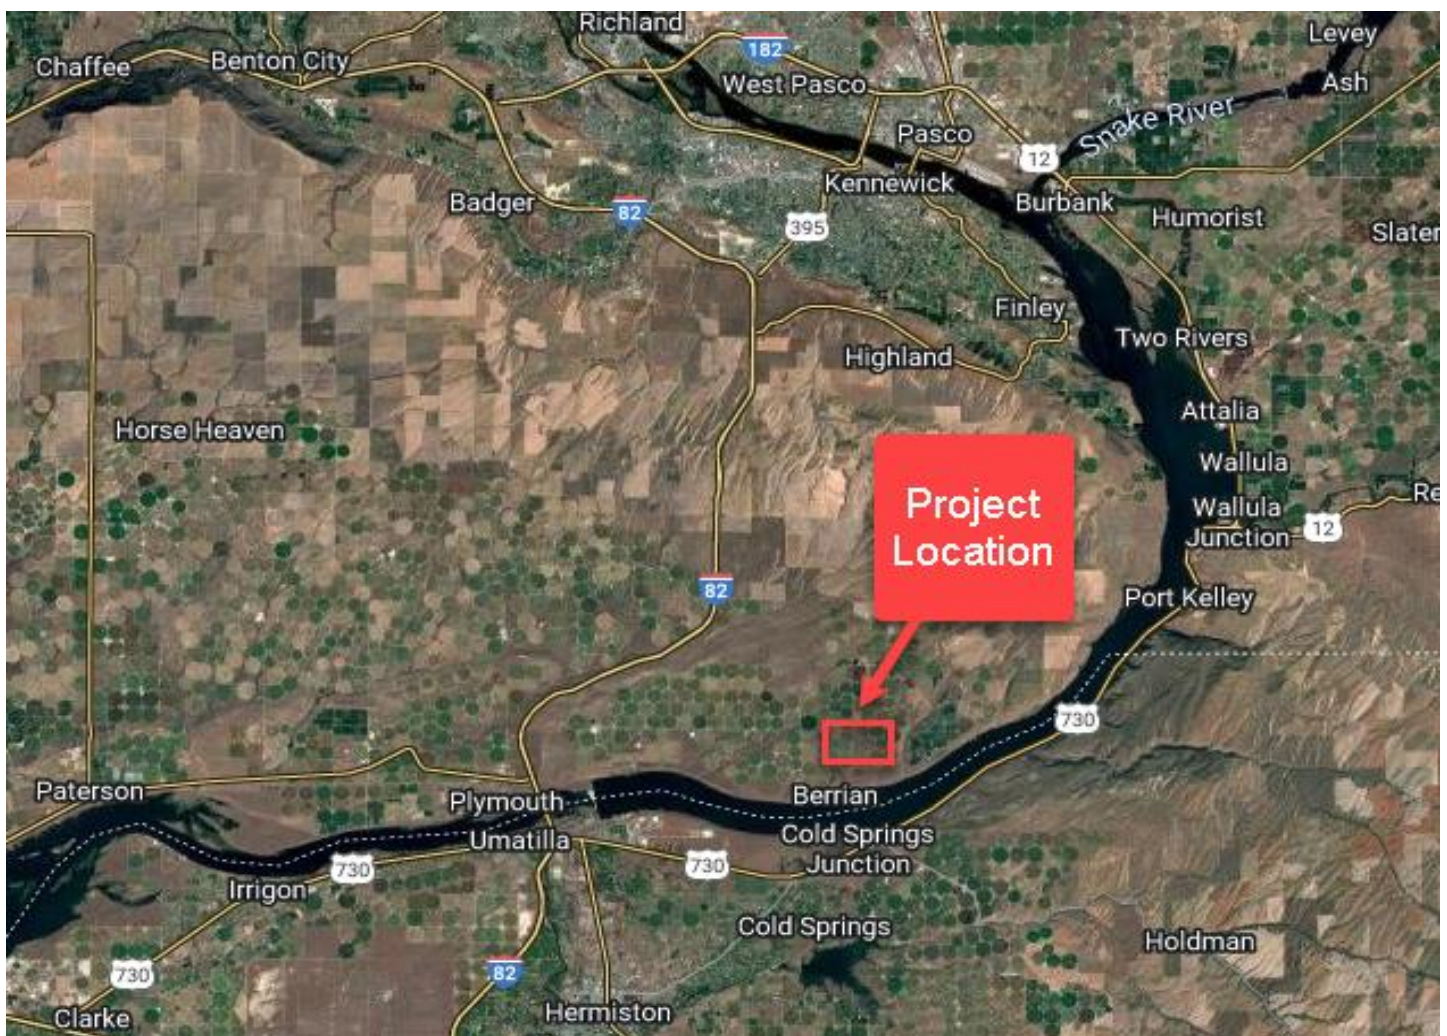 Richland
Levey
182
Chaffee
Benton City
West Pasco
Ash
Snake River
Pasco
12
Kennewick
Badger
82
Burbank
395
Humorist
Slater
Finley
Two Rivers
Highland
Attalia
Horse Heaven
Wallula
Project
Location
Re
Wallula
Junction
12
82
Port Kelley
730
Paterson
Plymouth
Berrian
Umatilla
Cold Springs
Junction
730
730
Irrigon
Cold Springs
Holdman
730
82
Hermiston
Clarke